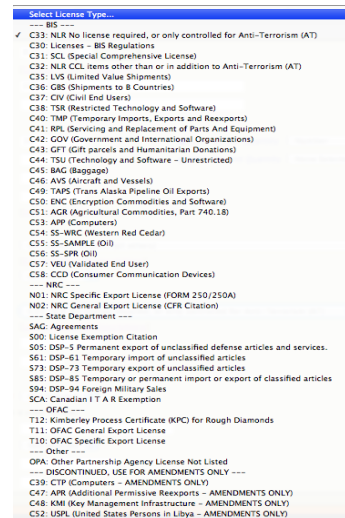 Select License Type...
--- BIS ---
✓ C33: NLR No license required, or only controlled for Anti-Terrorism (AT)
C30: Licenses - BIS Regulations
C31: SCL (Special Comprehensive License)
C32: NLR CCL items other than or in addition to Anti-Terrorism (AT)
C35: LVS (Limited Value Shipments)
C36: GBS (Shipments to B Countries)
C37: CIV (Civil End Users)
C38: TSR (Restricted Technology and Software)
C40: TMP (Temporary Imports, Exports and Reexports)
C41: RPL (Servicing and Replacement of Parts And Equipment)
C42: GOV (Government and International Organizations)
C43: GFT (Gift parcels and Humanitarian Donations)
C44: TSU (Technology and Software - Unrestricted)
C45: BAG (Baggage)
C46: AVS (Aircraft and Vessels)
C49: TAPS (Trans Alaska Pipeline Oil Exports)
C50: ENC (Encryption Commodities and Software)
C51: AGR (Agricultural Commodities, Part 740.18)
C53: APP (Computers)
C54: SS-WRC (Western Red Cedar)
C55: SS-SAMPLE (Oil)
C56: SS-SPR (Oil)
C57: VEU (Validated End User)
C58: CCD (Consumer Communication Devices)
--- NRC ---
N01: NRC Specific Export License (FORM 250/250A)
N02: NRC General Export License (CFR Citation)
--- State Department ---
SAG: Agreements
S00: License Exemption Citation
S05: DSP-5 Permanent export of unclassified defense articles and services.
S61: DSP-61 Temporary import of unclassified articles
S73: DSP-73 Temporary export of unclassified articles
S85: DSP-85 Temporary or permanent import or export of classified articles
S94: DSP-94 Foreign Military Sales
SCA: Canadian I T A R Exemption
--- OFAC ---
T12: Kimberley Process Certificate (KPC) for Rough Diamonds
T11: OFAC General Export License
T10: OFAC Specific Export License
--- Other ---
OPA: Other Partnership Agency License Not Listed
--- DISCONTINUED, USE FOR AMENDMENTS ONLY ---
C39: CTP (Computers - AMENDMENTS ONLY)
C47: APR (Additional Permissive Reexports - AMENDMENTS ONLY)
C48: KMI (Key Management Infrastructure - AMENDMENTS ONLY)
C52: USPL (United States Persons in Libya - AMENDMENTS ONLY)